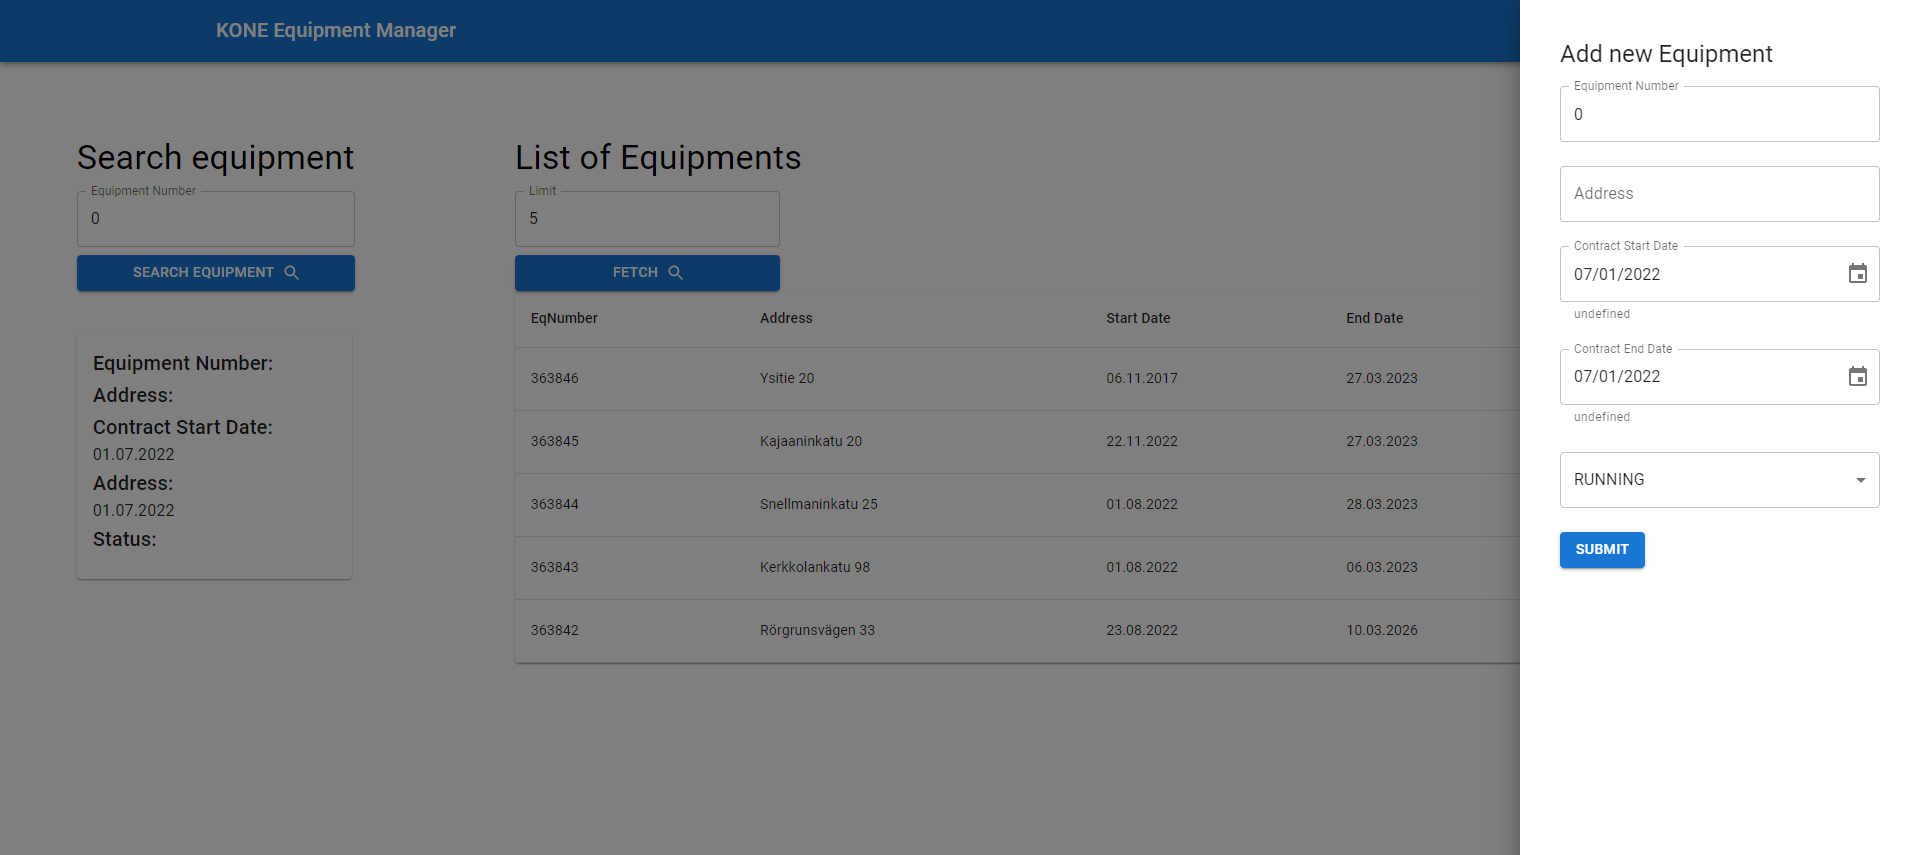 KONE Equipment Manager
Search equipment
Equipment Number
0
SEARCH EQUIPMENT
Equipment Number:
Address:
Contract Start Date:
01.07.2022
Address:
01.07.2022
Status:
List of Equipments
Limit
5
FETCH
EqNumber Address Start Date End Date
363846 Ysitie 20 06.11.2017 27.03.2023
363845 Kajaaninkatu 20 22.11.2022 27.03.2023
363844 Snellmaninkatu 25 01.08.2022 28.03.2023
363843 Kerkkolankatu 98 01.08.2022 06.03.2023
363842 Rörgrunsvägen 33 23.08.2022 10.03.2026
Add new Equipment
Equipment Number
0
Address
Contract Start Date
07/01/2022
undefined
Contract End Date
07/01/2022
undefined
RUNNING
SUBMIT